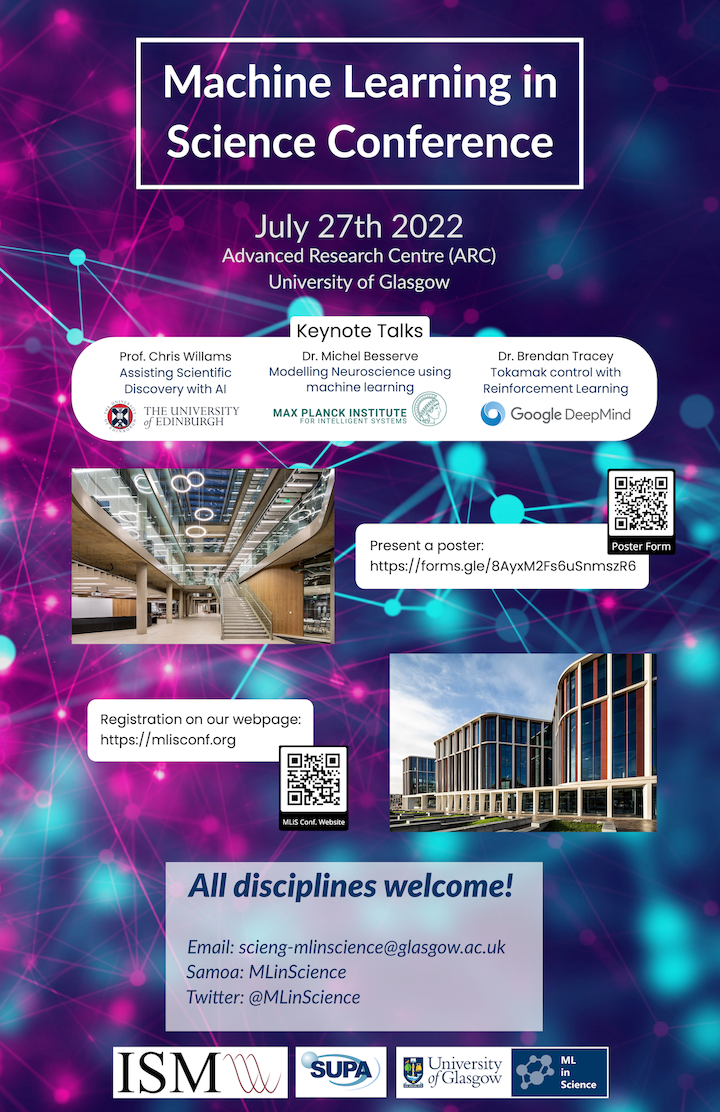 Machine Learning in
Science Conference
July 27th 2022
Advanced Research Centre (ARC)
University of Glasgow
Keynote Talks
Prof. Chris Willams
Assisting Scientific
Discovery with AI
THE UNIVERSITY
of EDINBURGH
Dr. Michel Besserve
Modelling Neuroscience using
machine learning
MAX PLANCK INSTITUTE
FOR INTELLIGENT SYSTEMS
Dr. Brendan Tracey
Tokamak control with
Reinforcement Learning
Google DeepMind
Present a poster:
https://forms.gle/8AyxM2Fs6uSnmszR6
Poster Form
Registration on our webpage:
https://mlisconf.org
MLiS Conf. Website
All disciplines welcome!
Email: scieng-mlinscience@glasgow.ac.uk
Samoa: MLinScience
Twitter: @MLinScience
ISM
SUPA
University
of Glasgow
ML
in
Science